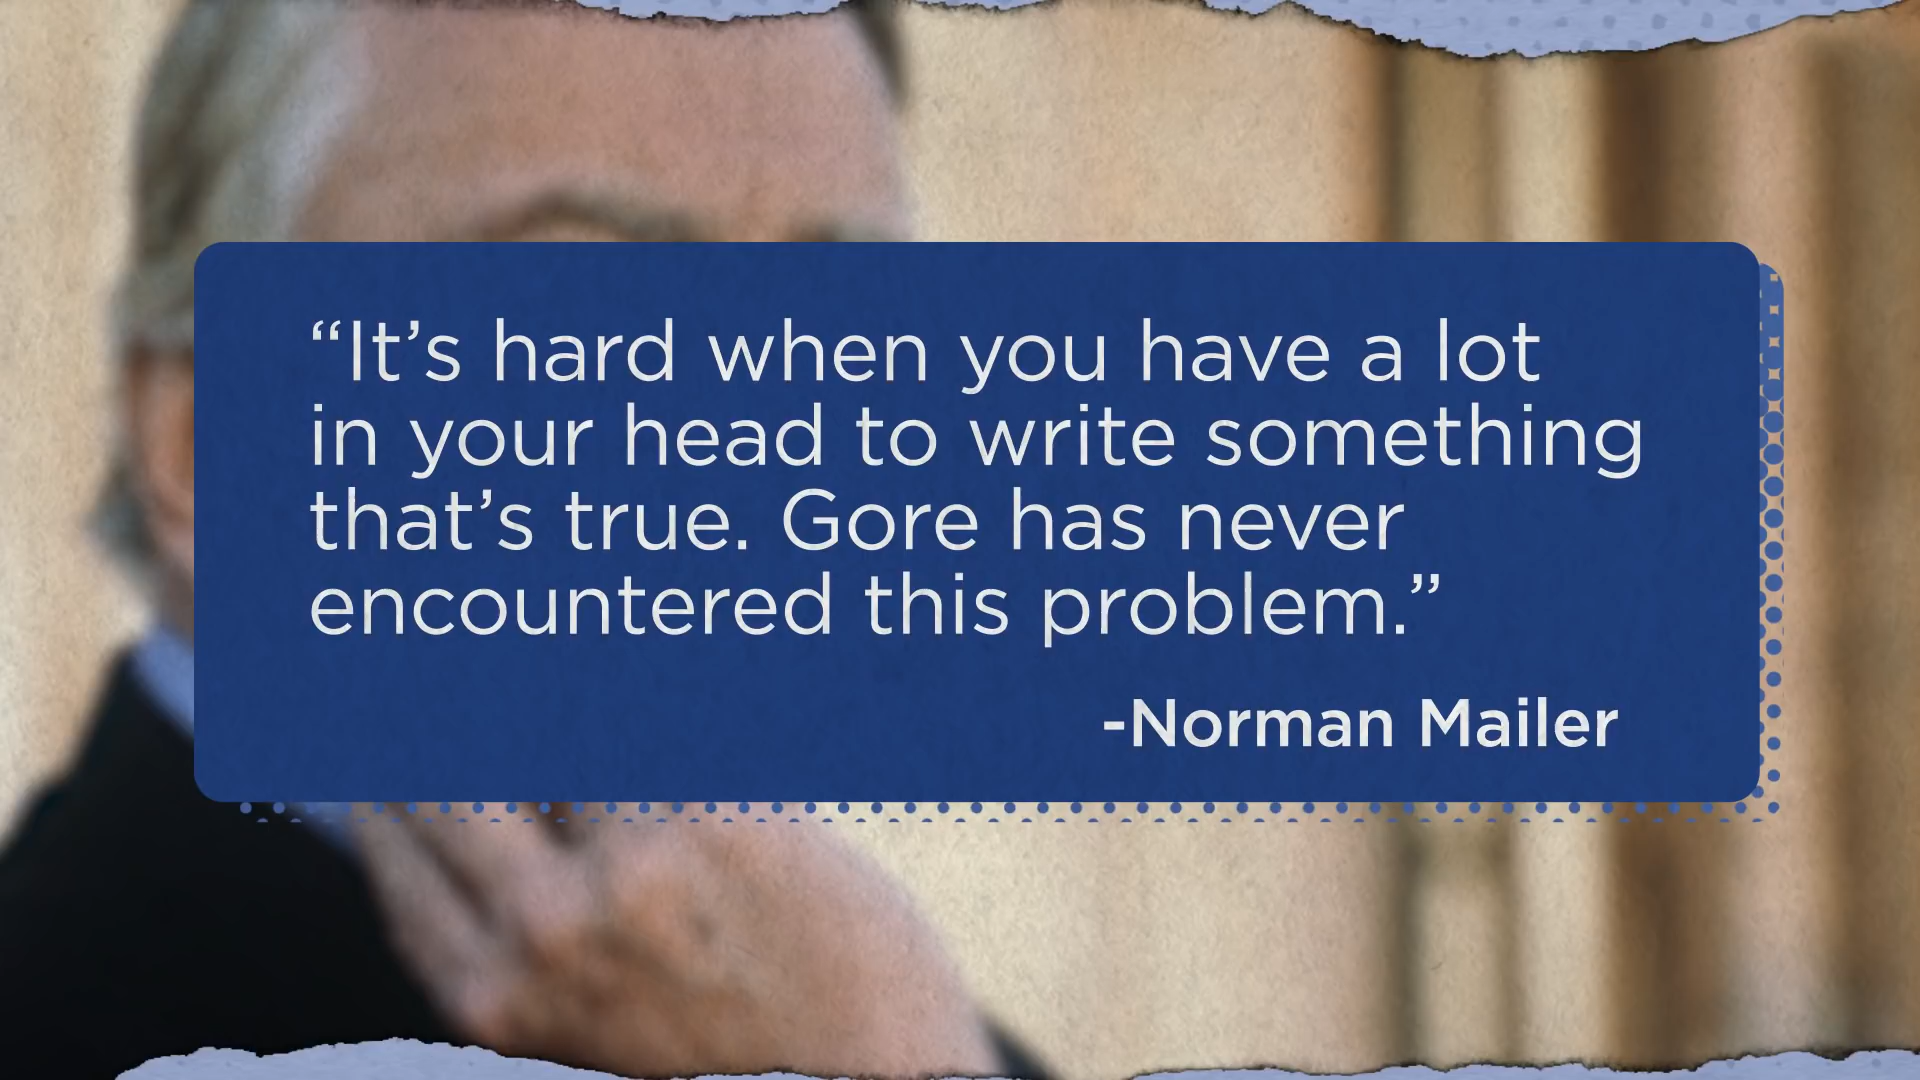 “It’s hard when you have a lot
in your head to write something
that’s true. Gore has never
encountered this problem.”
-Norman Mailer